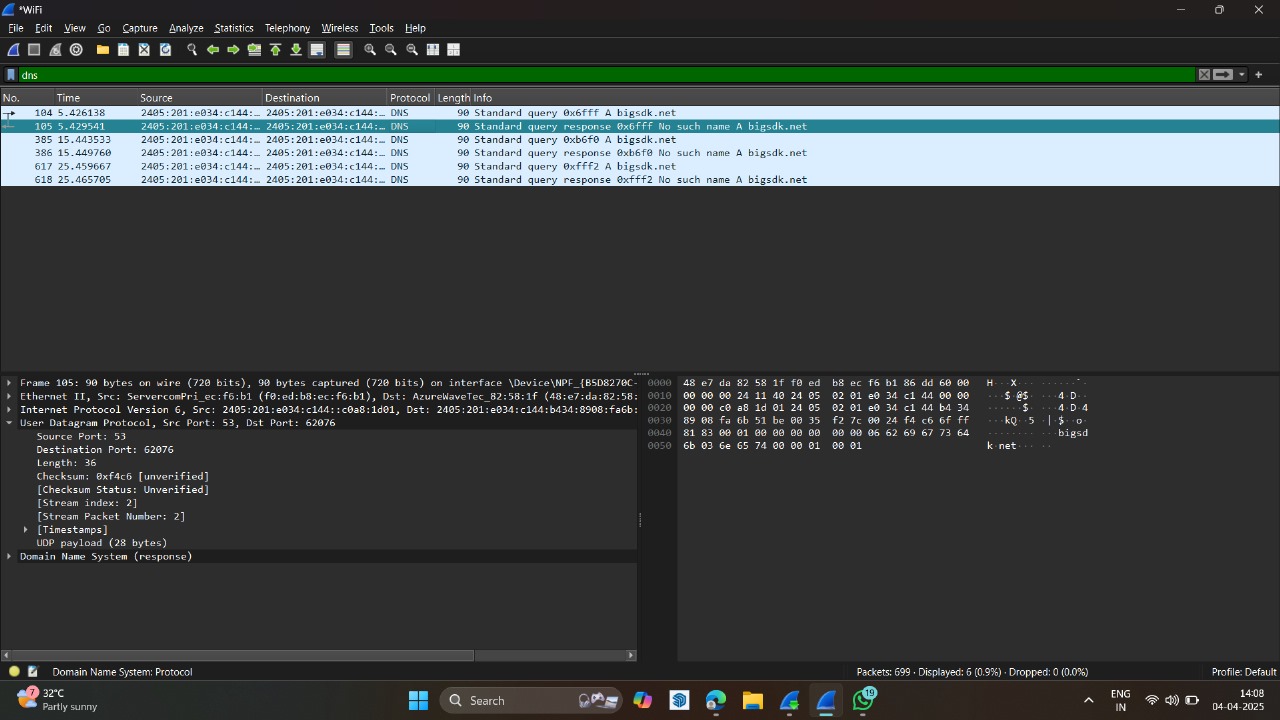 *WiFi
File Edit View Go Capture Analyze Statistics Telephony Wireless Tools Help
dns
No. Time Source Destination Protocol Length Info
104 5.426138 2405:201:e034:c144:… 2405:201:e034:c144:… DNS 90 Standard query 0x6fff A bigsdk.net
105 5.429541 2405:201:e034:c144:… 2405:201:e034:c144:… DNS 90 Standard query response 0x6fff No such name A bigsdk.net
385 15.443533 2405:201:e034:c144:… 2405:201:e034:c144:… DNS 90 Standard query 0xb6f0 A bigsdk.net
386 15.449760 2405:201:e034:c144:… 2405:201:e034:c144:… DNS 90 Standard query response 0xb6f0 No such name A bigsdk.net
617 25.459667 2405:201:e034:c144:… 2405:201:e034:c144:… DNS 90 Standard query 0xfff2 A bigsdk.net
618 25.465705 2405:201:e034:c144:… 2405:201:e034:c144:… DNS 90 Standard query response 0xfff2 No such name A bigsdk.net
Frame 105: 90 bytes on wire (720 bits), 90 bytes captured (720 bits) on interface \Device\NPF_{B5D8270C-
Ethernet II, Src: ServercomPri_ec:f6:b1 (f0:ed:b8:ec:f6:b1), Dst: AzureWaveTec_82:58:1f (48:e7:da:82:58:
Internet Protocol Version 6, Src: 2405:201:e034:c144::c0a8:1d01, Dst: 2405:201:e034:c144:b434:8908:fa6b:
User Datagram Protocol, Src Port: 53, Dst Port: 62076
Source Port: 53
Destination Port: 62076
Length: 36
Checksum: 0xf4c6 [unverified]
[Checksum Status: Unverified]
[Stream index: 2]
[Stream Packet Number: 2]
[Timestamps]
UDP payload (28 bytes)
Domain Name System (response)
0000 48 e7 da 82 58 1f f0 ed b8 ec f6 b1 86 dd 60 00 H···X·········`·
0010 00 00 00 24 11 40 24 05 02 01 e0 34 c1 44 00 00 ···$·@$····4·D··
0020 00 00 c0 a8 1d 01 24 05 02 01 e0 34 c1 44 b4 34 ······$····4·D·4
0030 89 08 fa 6b 51 be 00 35 f2 7c 00 24 f4 c6 6f ff ···kQ··5·|·$··o·
0040 81 83 00 01 00 00 00 00 00 00 06 62 69 67 73 64 ···········bigsd
0050 6b 03 6e 65 74 00 00 01 00 01 k·net·····
Domain Name System: Protocol
Packets: 699 · Displayed: 6 (0.9%) · Dropped: 0 (0.0%)
Profile: Default
7
32°C
Partly sunny
Search
19
ENG
IN
14:08
04-04-2025